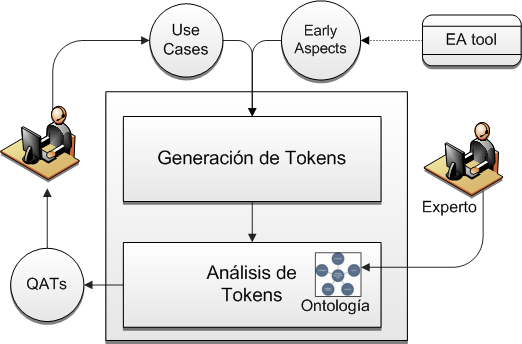 Use
Cases
Early
Aspects
EA tool
Generación de Tokens
Experto
QATs
Análisis de
Tokens
Ontología